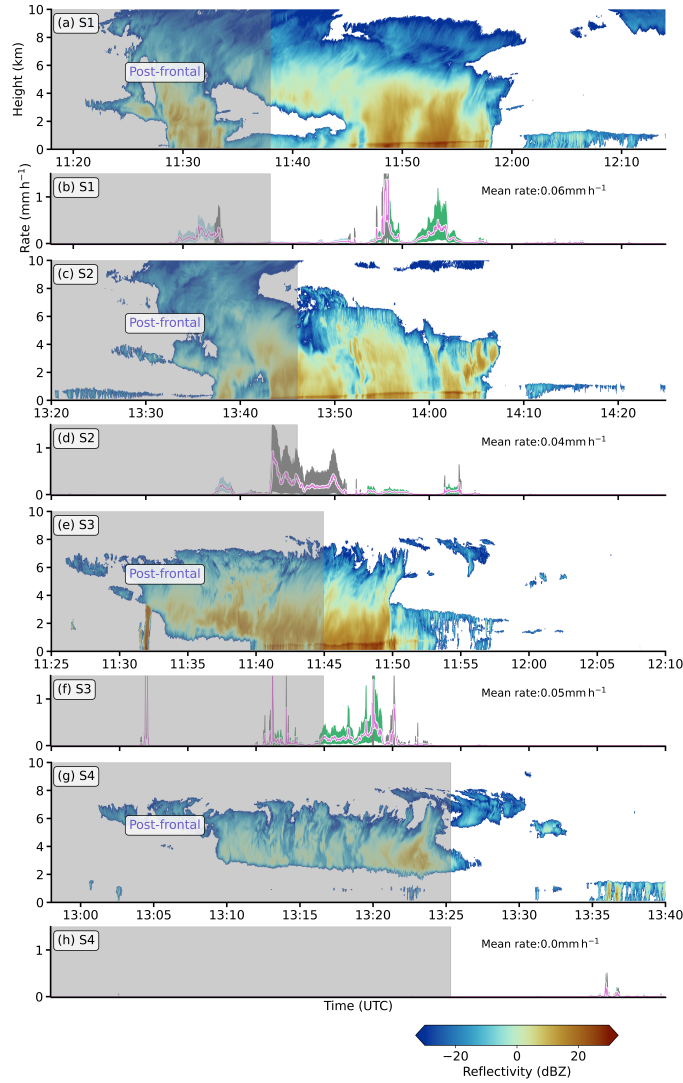 10
(a) S1
8
6
Post-frontal
4
2
0
Height (km)
11:20 11:30 11:40 11:50 12:00 12:10
(b) S1
Mean rate:0.06mm h⁻¹
1
0
Rate (mm h⁻¹)
10
(c) S2
8
6
Post-frontal
4
2
0
13:20 13:30 13:40 13:50 14:00 14:10 14:20
(d) S2
Mean rate:0.04mm h⁻¹
1
0
10
(e) S3
8
6
Post-frontal
4
2
0
11:25 11:30 11:35 11:40 11:45 11:50 11:55 12:00 12:05 12:10
(f) S3
Mean rate:0.05mm h⁻¹
1
0
10
(g) S4
8
6
Post-frontal
4
2
0
13:00 13:05 13:10 13:15 13:20 13:25 13:30 13:35 13:40
(h) S4
Mean rate:0.0mm h⁻¹
1
0
Time (UTC)
−20 0 20
Reflectivity (dBZ)